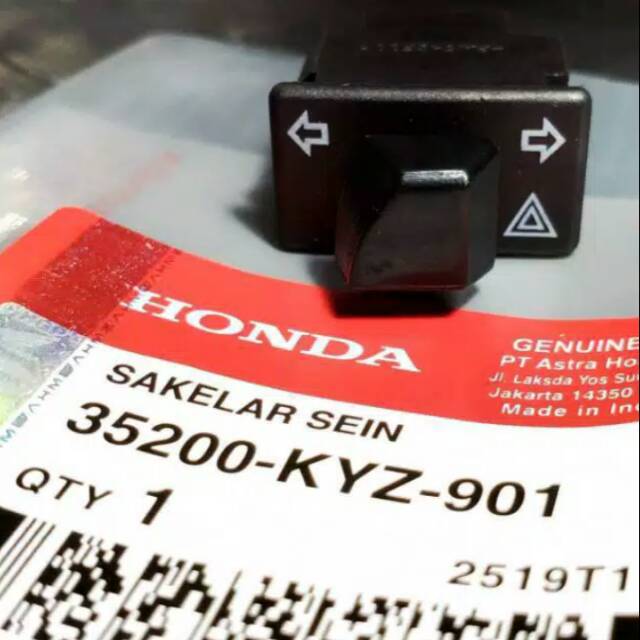 HONDA
GENUINE
PT Astra Ho
Jl. Laksda Yos Su
Jakarta 14350
Made in In
SAKELAR SEIN
35200-KYZ-901
QTY 1
2519T1